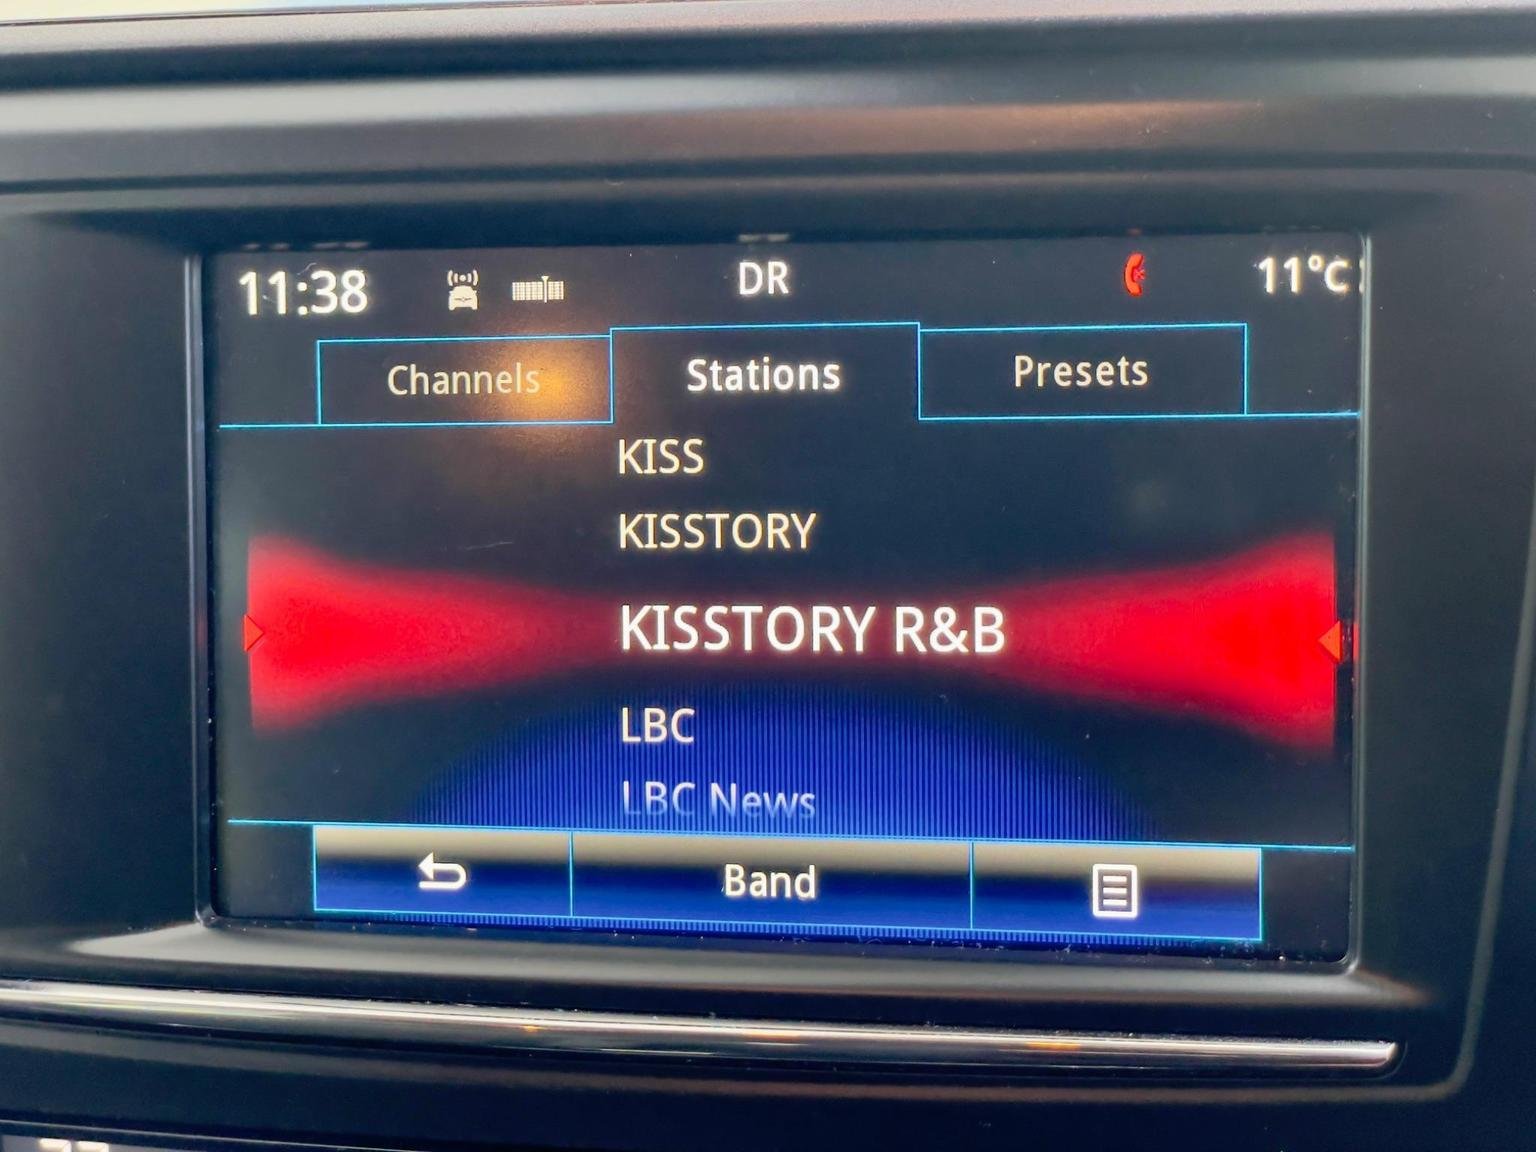 11:38 DR 11°C
Channels Stations Presets
KISS
KISSTORY
KISSTORY R&B
LBC
LBC News
Band